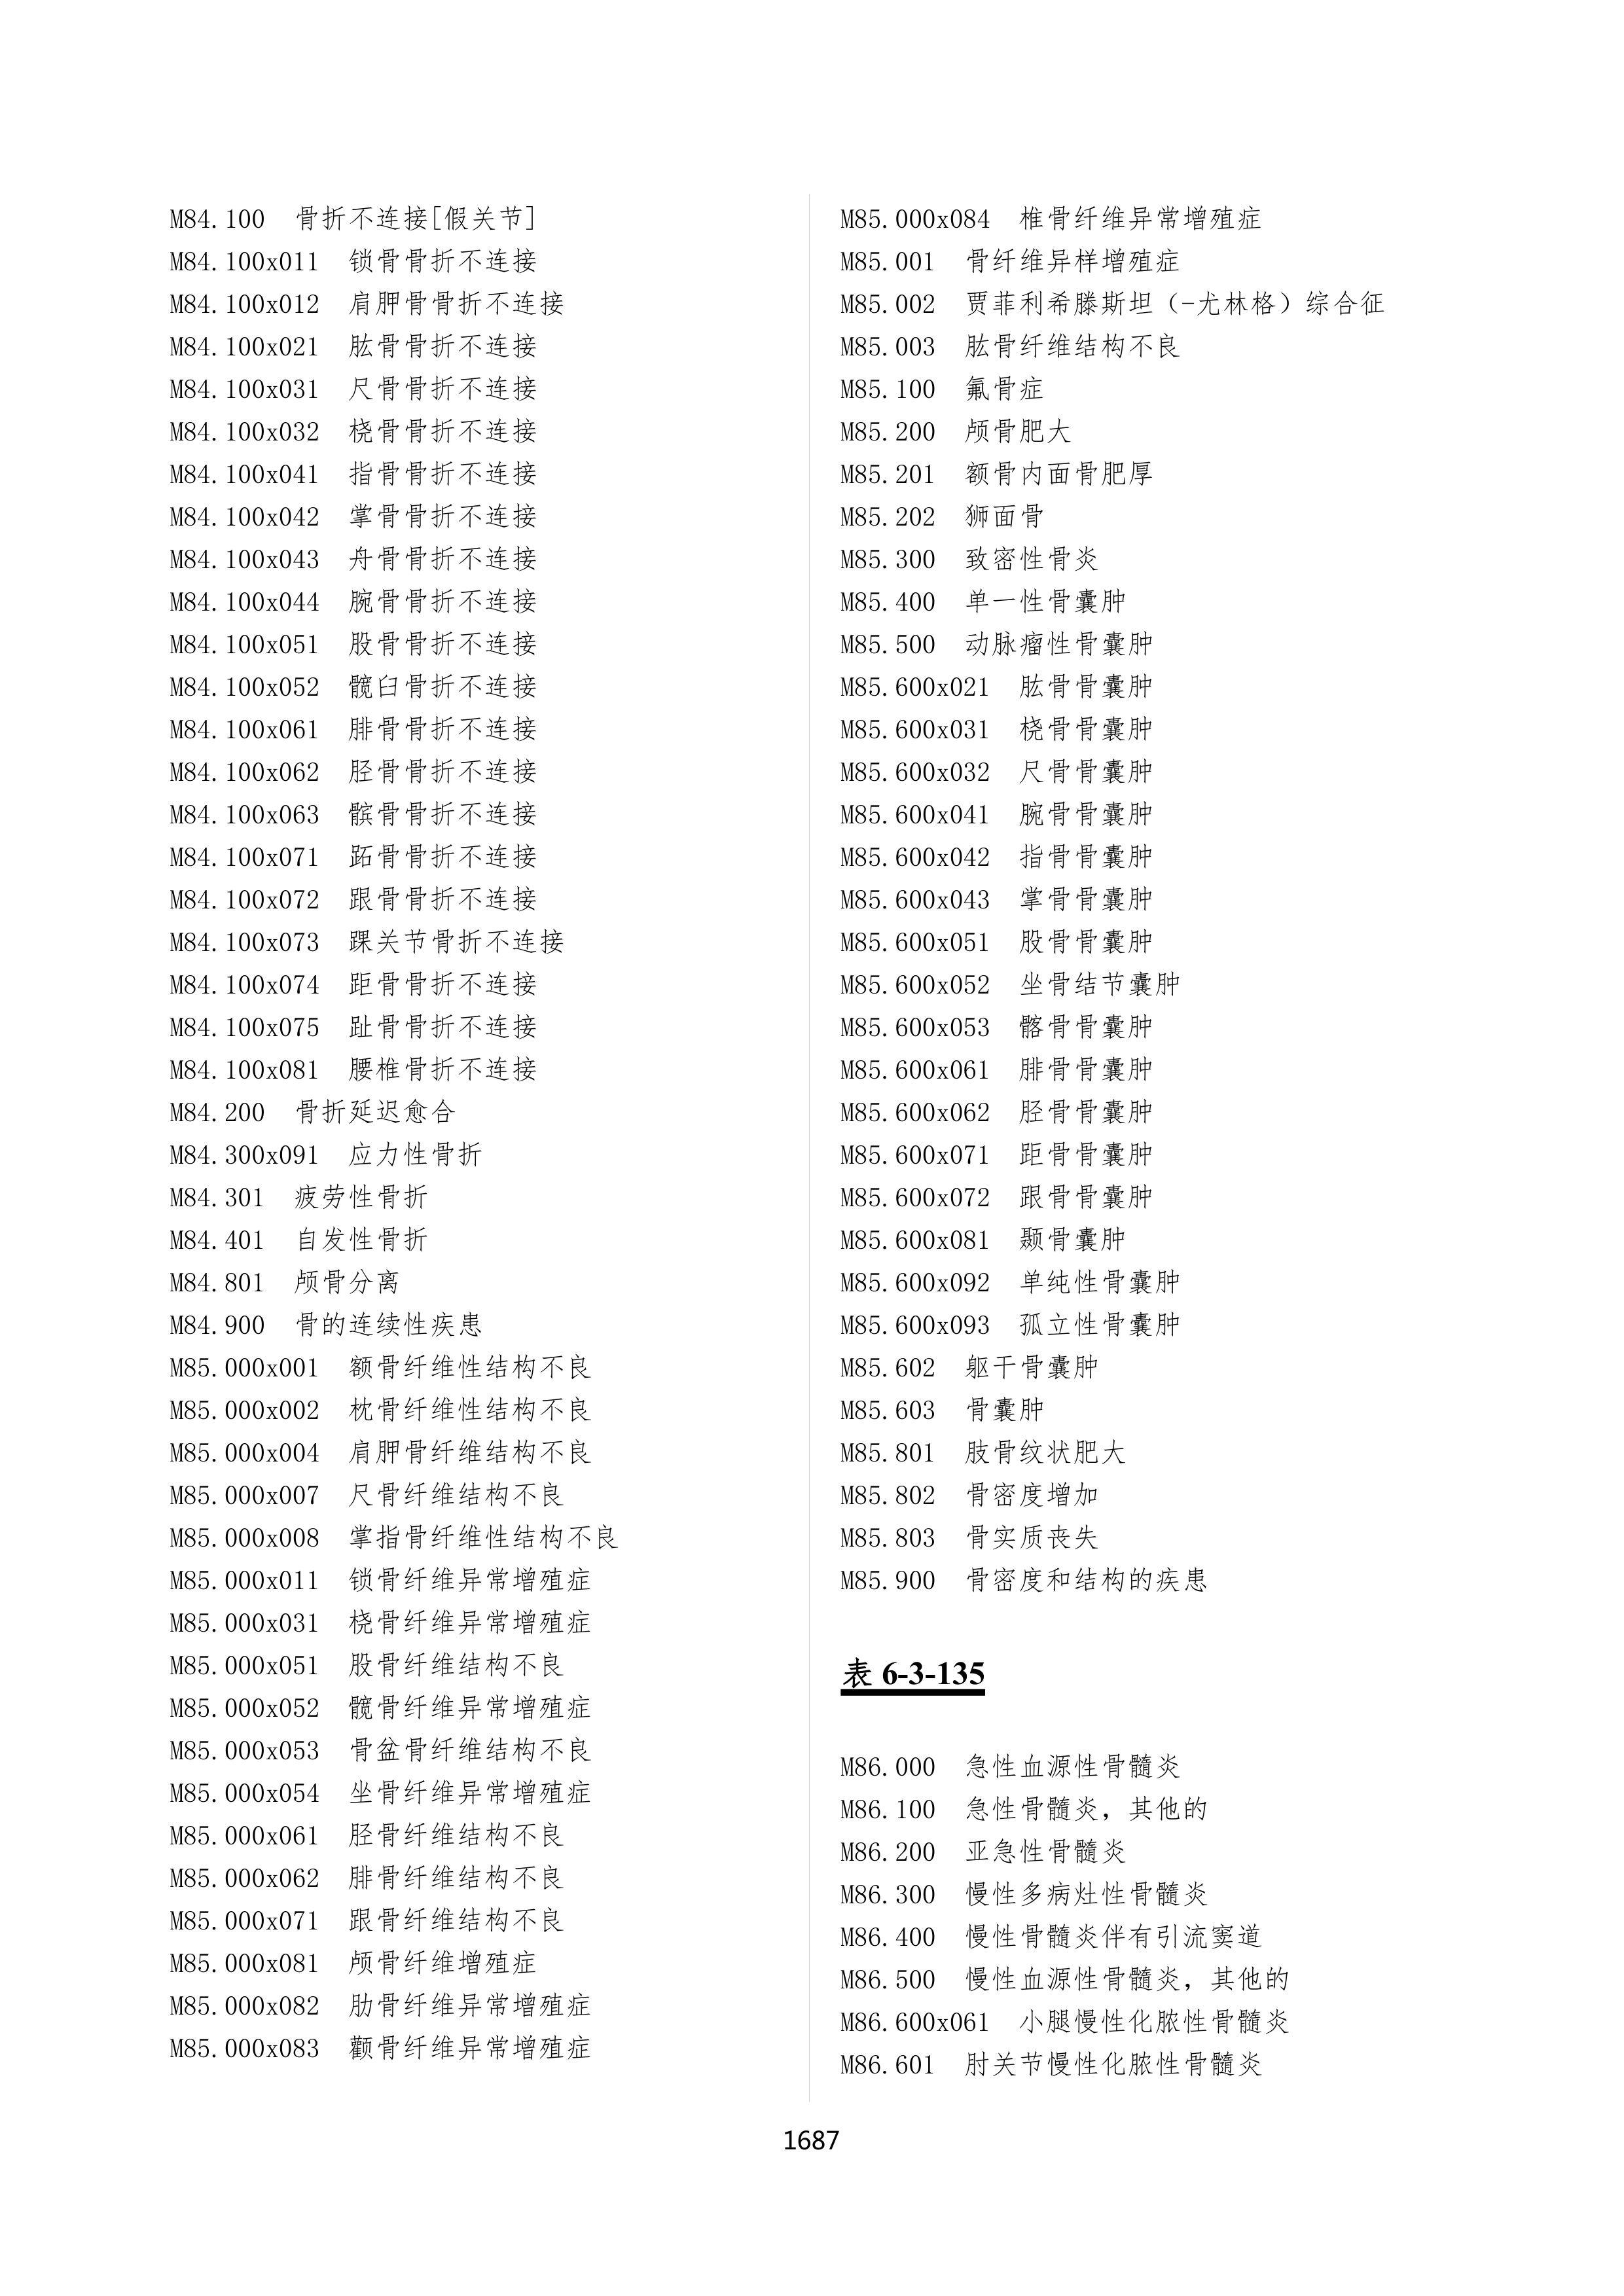 M84.100 骨折不连接[假关节]
M84.100x011 锁骨骨折不连接
M84.100x012 肩胛骨骨折不连接
M84.100x021 肱骨骨折不连接
M84.100x031 尺骨骨折不连接
M84.100x032 桡骨骨折不连接
M84.100x041 指骨骨折不连接
M84.100x042 掌骨骨折不连接
M84.100x043 舟骨骨折不连接
M84.100x044 腕骨骨折不连接
M84.100x051 股骨骨折不连接
M84.100x052 髋臼骨折不连接
M84.100x061 腓骨骨折不连接
M84.100x062 胫骨骨折不连接
M84.100x063 髌骨骨折不连接
M84.100x071 跖骨骨折不连接
M84.100x072 跟骨骨折不连接
M84.100x073 踝关节骨折不连接
M84.100x074 距骨骨折不连接
M84.100x075 趾骨骨折不连接
M84.100x081 腰椎骨折不连接
M84.200 骨折延迟愈合
M84.300x091 应力性骨折
M84.301 疲劳性骨折
M84.401 自发性骨折
M84.801 颅骨分离
M84.900 骨的连续性疾患
M85.000x001 额骨纤维性结构不良
M85.000x002 枕骨纤维性结构不良
M85.000x004 肩胛骨纤维结构不良
M85.000x007 尺骨纤维结构不良
M85.000x008 掌指骨纤维性结构不良
M85.000x011 锁骨纤维异常增殖症
M85.000x031 桡骨纤维异常增殖症
M85.000x051 股骨纤维结构不良
M85.000x052 髋骨纤维异常增殖症
M85.000x053 骨盆骨纤维结构不良
M85.000x054 坐骨纤维异常增殖症
M85.000x061 胫骨纤维结构不良
M85.000x062 腓骨纤维结构不良
M85.000x071 跟骨纤维结构不良
M85.000x081 颅骨纤维增殖症
M85.000x082 肋骨纤维异常增殖症
M85.000x083 颧骨纤维异常增殖症
M85.000x084 椎骨纤维异常增殖症
M85.001 骨纤维异样增殖症
M85.002 贾菲利希滕斯坦（-尤林格）综合征
M85.003 肱骨纤维结构不良
M85.100 氟骨症
M85.200 颅骨肥大
M85.201 额骨内面骨肥厚
M85.202 狮面骨
M85.300 致密性骨炎
M85.400 单一性骨囊肿
M85.500 动脉瘤性骨囊肿
M85.600x021 肱骨骨囊肿
M85.600x031 桡骨骨囊肿
M85.600x032 尺骨骨囊肿
M85.600x041 腕骨骨囊肿
M85.600x042 指骨骨囊肿
M85.600x043 掌骨骨囊肿
M85.600x051 股骨骨囊肿
M85.600x052 坐骨结节囊肿
M85.600x053 髂骨骨囊肿
M85.600x061 腓骨骨囊肿
M85.600x062 胫骨骨囊肿
M85.600x071 距骨骨囊肿
M85.600x072 跟骨骨囊肿
M85.600x081 颞骨囊肿
M85.600x092 单纯性骨囊肿
M85.600x093 孤立性骨囊肿
M85.602 躯干骨囊肿
M85.603 骨囊肿
M85.801 肢骨纹状肥大
M85.802 骨密度增加
M85.803 骨实质丧失
M85.900 骨密度和结构的疾患
表 6-3-135
M86.000 急性血源性骨髓炎
M86.100 急性骨髓炎，其他的
M86.200 亚急性骨髓炎
M86.300 慢性多病灶性骨髓炎
M86.400 慢性骨髓炎伴有引流窦道
M86.500 慢性血源性骨髓炎，其他的
M86.600x061 小腿慢性化脓性骨髓炎
M86.601 肘关节慢性化脓性骨髓炎
1687